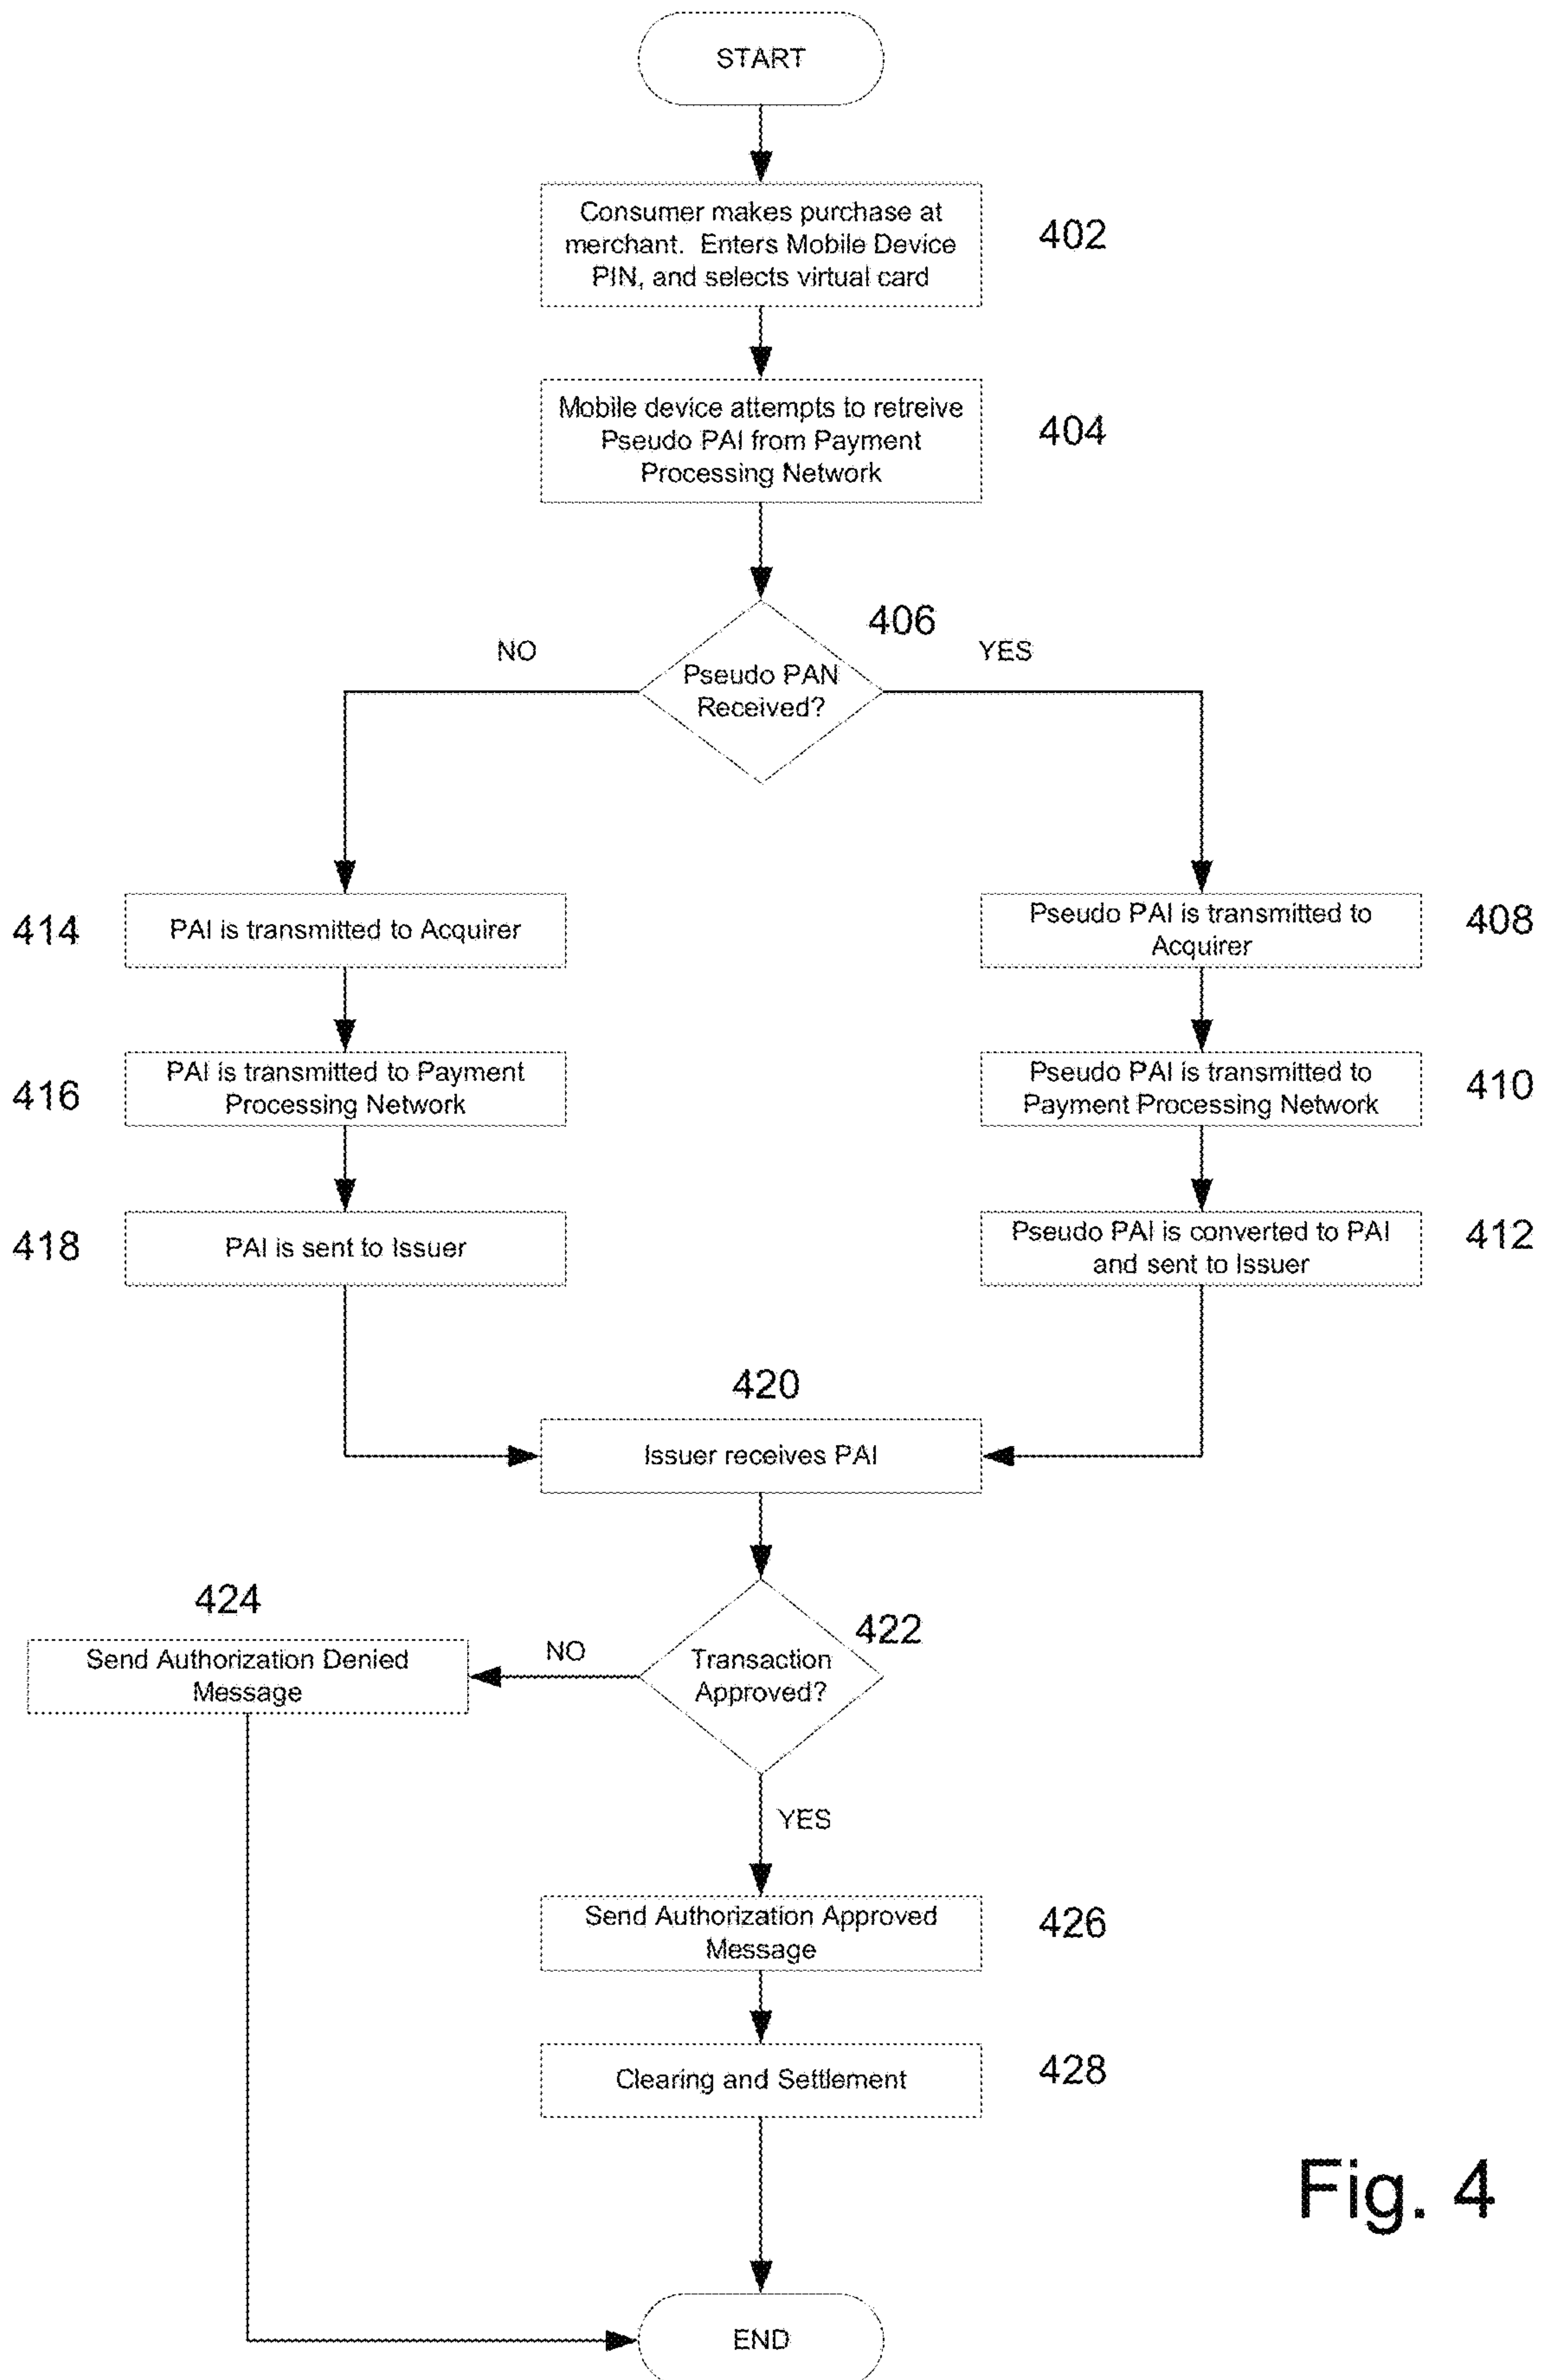 START
Consumer makes purchase at
merchant. Enters Mobile Device
PIN, and selects virtual card
402
Mobile device attempts to retreive
Pseudo PAI from Payment
Processing Network
404
406
NO
YES
Pseudo PAN
Received?
414
PAI is transmitted to Acquirer
Pseudo PAI is transmitted to
Acquirer
408
416
PAI is transmitted to Payment
Processing Network
Pseudo PAI is transmitted to
Payment Processing Network
410
418
PAI is sent to Issuer
Pseudo PAI is converted to PAI
and sent to Issuer
412
420
Issuer receives PAI
424
Send Authorization Denied
Message
NO
422
Transaction
Approved?
YES
Send Authorization Approved
Message
426
Clearing and Settlement
428
Fig. 4
END